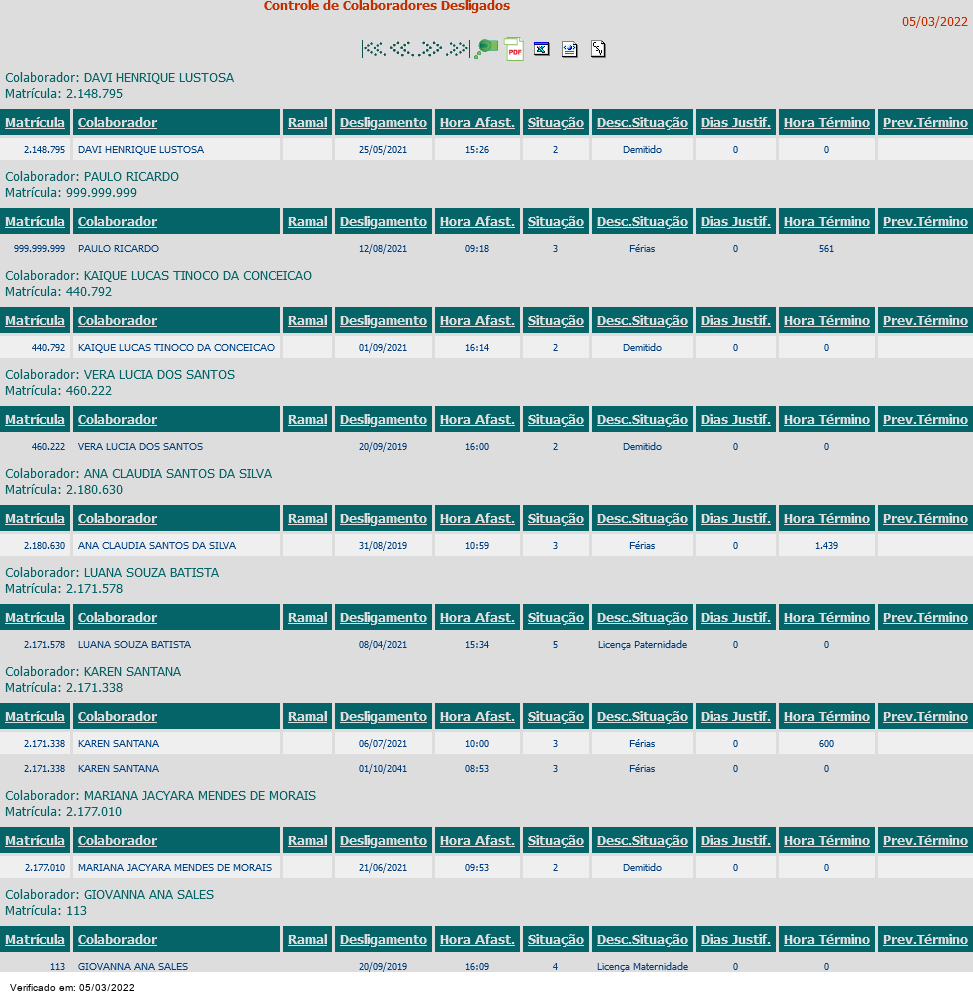 Controle de Colaboradores Desligados
05/03/2022
PDF
Colaborador: DAVI HENRIQUE LUSTOSA
Matrícula: 2.148.795
Matrícula Colaborador Ramal Desligamento Hora Afast. Situação Desc.Situação Dias Justif. Hora Término Prev.Término
2.148.795 DAVI HENRIQUE LUSTOSA 25/05/2021 15:26 2 Demitido 0 0
Colaborador: PAULO RICARDO
Matrícula: 999.999.999
Matrícula Colaborador Ramal Desligamento Hora Afast. Situação Desc.Situação Dias Justif. Hora Término Prev.Término
999.999.999 PAULO RICARDO 12/08/2021 09:18 3 Férias 0 561
Colaborador: KAIQUE LUCAS TINOCO DA CONCEICAO
Matrícula: 440.792
Matrícula Colaborador Ramal Desligamento Hora Afast. Situação Desc.Situação Dias Justif. Hora Término Prev.Término
440.792 KAIQUE LUCAS TINOCO DA CONCEICAO 01/09/2021 16:14 2 Demitido 0 0
Colaborador: VERA LUCIA DOS SANTOS
Matrícula: 460.222
Matrícula Colaborador Ramal Desligamento Hora Afast. Situação Desc.Situação Dias Justif. Hora Término Prev.Término
460.222 VERA LUCIA DOS SANTOS 20/09/2019 16:00 2 Demitido 0 0
Colaborador: ANA CLAUDIA SANTOS DA SILVA
Matrícula: 2.180.630
Matrícula Colaborador Ramal Desligamento Hora Afast. Situação Desc.Situação Dias Justif. Hora Término Prev.Término
2.180.630 ANA CLAUDIA SANTOS DA SILVA 31/08/2019 10:59 3 Férias 0 1.439
Colaborador: LUANA SOUZA BATISTA
Matrícula: 2.171.578
Matrícula Colaborador Ramal Desligamento Hora Afast. Situação Desc.Situação Dias Justif. Hora Término Prev.Término
2.171.578 LUANA SOUZA BATISTA 08/04/2021 15:34 5 Licença Paternidade 0 0
Colaborador: KAREN SANTANA
Matrícula: 2.171.338
Matrícula Colaborador Ramal Desligamento Hora Afast. Situação Desc.Situação Dias Justif. Hora Término Prev.Término
2.171.338 KAREN SANTANA 06/07/2021 10:00 3 Férias 0 600
2.171.338 KAREN SANTANA 01/10/2041 08:53 3 Férias 0 0
Colaborador: MARIANA JACYARA MENDES DE MORAIS
Matrícula: 2.177.010
Matrícula Colaborador Ramal Desligamento Hora Afast. Situação Desc.Situação Dias Justif. Hora Término Prev.Término
2.177.010 MARIANA JACYARA MENDES DE MORAIS 21/06/2021 09:53 2 Demitido 0 0
Colaborador: GIOVANNA ANA SALES
Matrícula: 113
Matrícula Colaborador Ramal Desligamento Hora Afast. Situação Desc.Situação Dias Justif. Hora Término Prev.Término
113 GIOVANNA ANA SALES 20/09/2019 16:09 4 Licença Maternidade 0 0
Verificado em: 05/03/2022